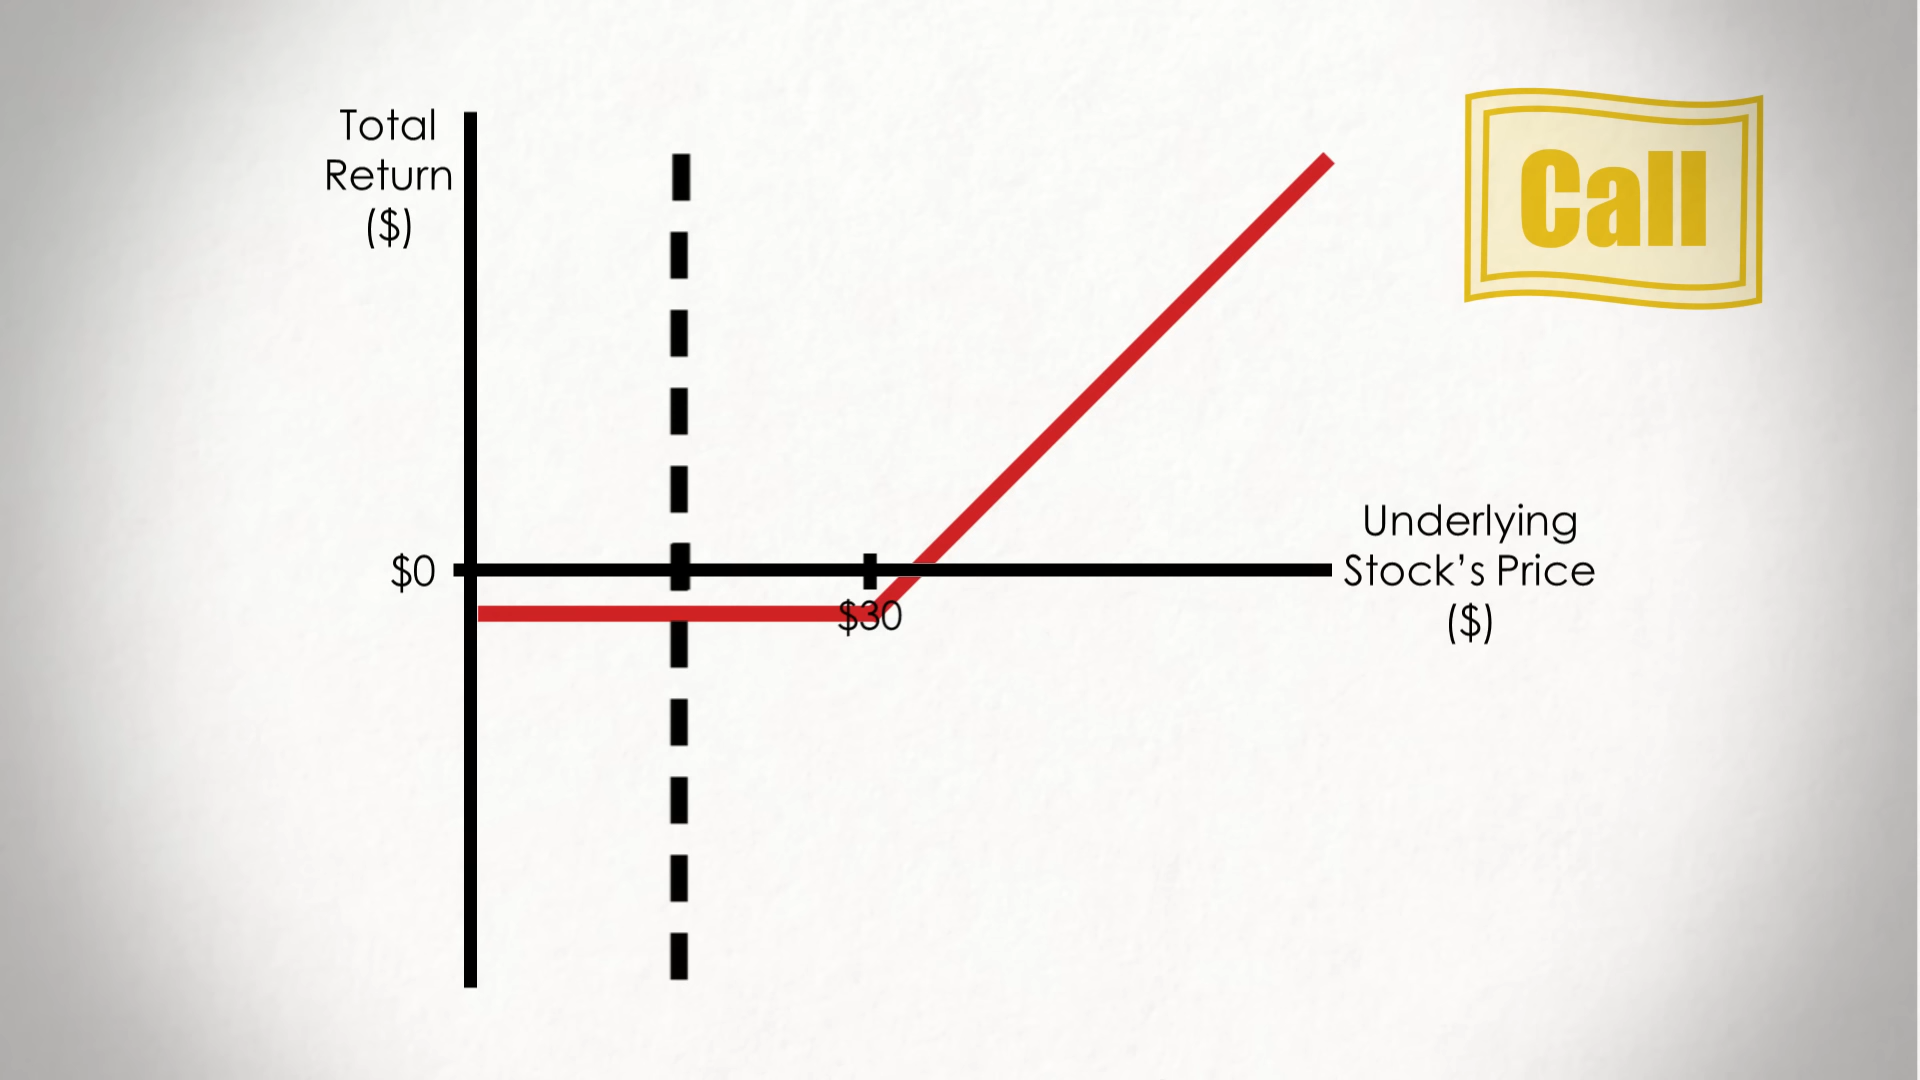 Total
Return
($)
Call
$0
$30
Underlying
Stock’s Price
($)